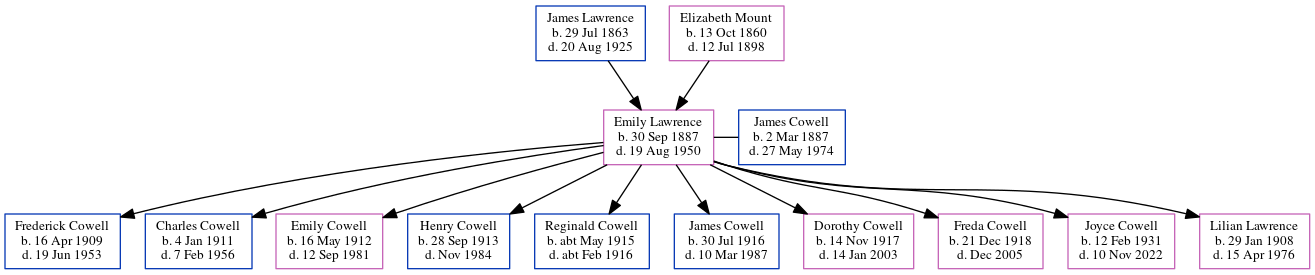 James Lawrence
b. 29 Jul 1863
d. 20 Aug 1925
Elizabeth Mount
b. 13 Oct 1860
d. 12 Jul 1898
Emily Lawrence
b. 30 Sep 1887
d. 19 Aug 1950
James Cowell
b. 2 Mar 1887
d. 27 May 1974
Frederick Cowell
b. 16 Apr 1909
d. 19 Jun 1953
Charles Cowell
b. 4 Jan 1911
d. 7 Feb 1956
Emily Cowell
b. 16 May 1912
d. 12 Sep 1981
Henry Cowell
b. 28 Sep 1913
d. Nov 1984
Reginald Cowell
b. abt May 1915
d. abt Feb 1916
James Cowell
b. 30 Jul 1916
d. 10 Mar 1987
Dorothy Cowell
b. 14 Nov 1917
d. 14 Jan 2003
Freda Cowell
b. 21 Dec 1918
d. Dec 2005
Joyce Cowell
b. 12 Feb 1931
d. 10 Nov 2022
Lilian Lawrence
b. 29 Jan 1908
d. 15 Apr 1976